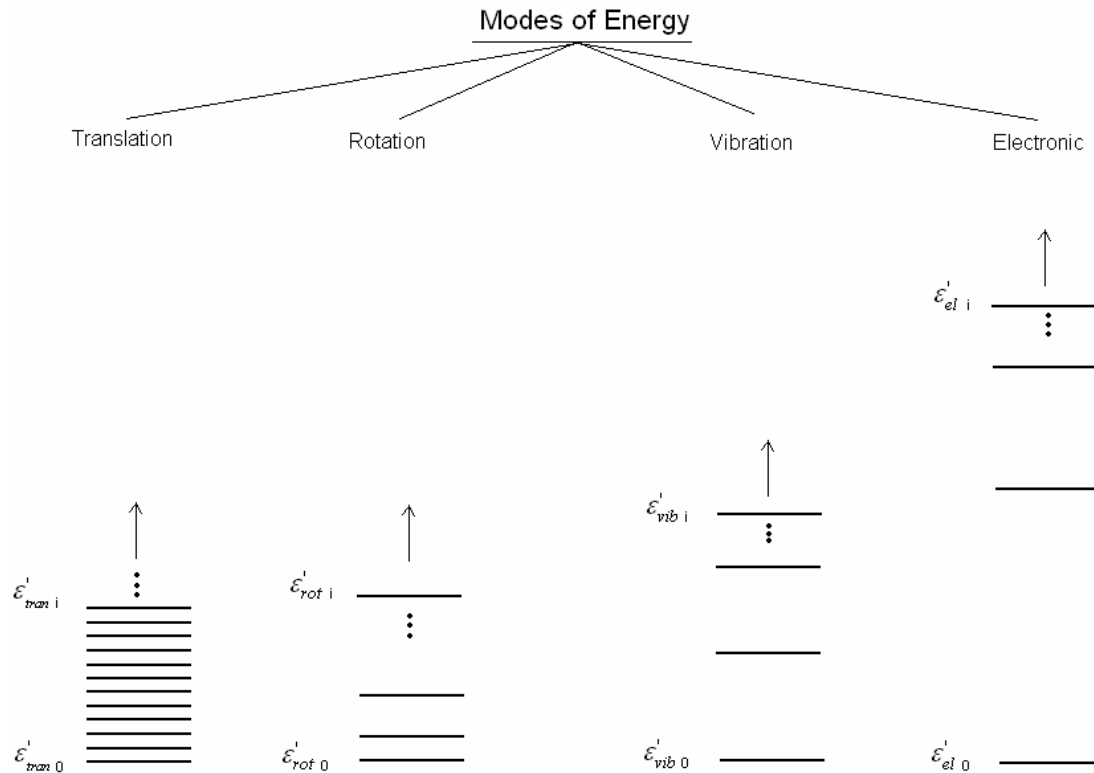 Modes of Energy
Translation Rotation Vibration Electronic
ε'el i
ε'vib i
ε'tran i ε'rot i
ε'tran 0 ε'rot 0 ε'vib 0 ε'el 0